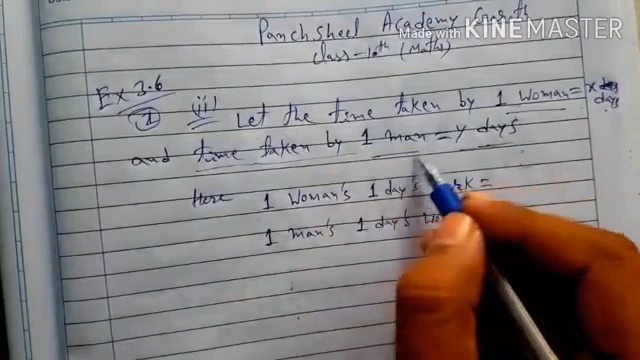 Panchsheel Academy
Made with KINEMASTER
Class - 10th (Maths)
Ex 3.6
2 (ii) Let the time taken by 1 woman = x days
and time taken by 1 man = y days
Here 1 woman's 1 day's work =
1 man's 1 day's